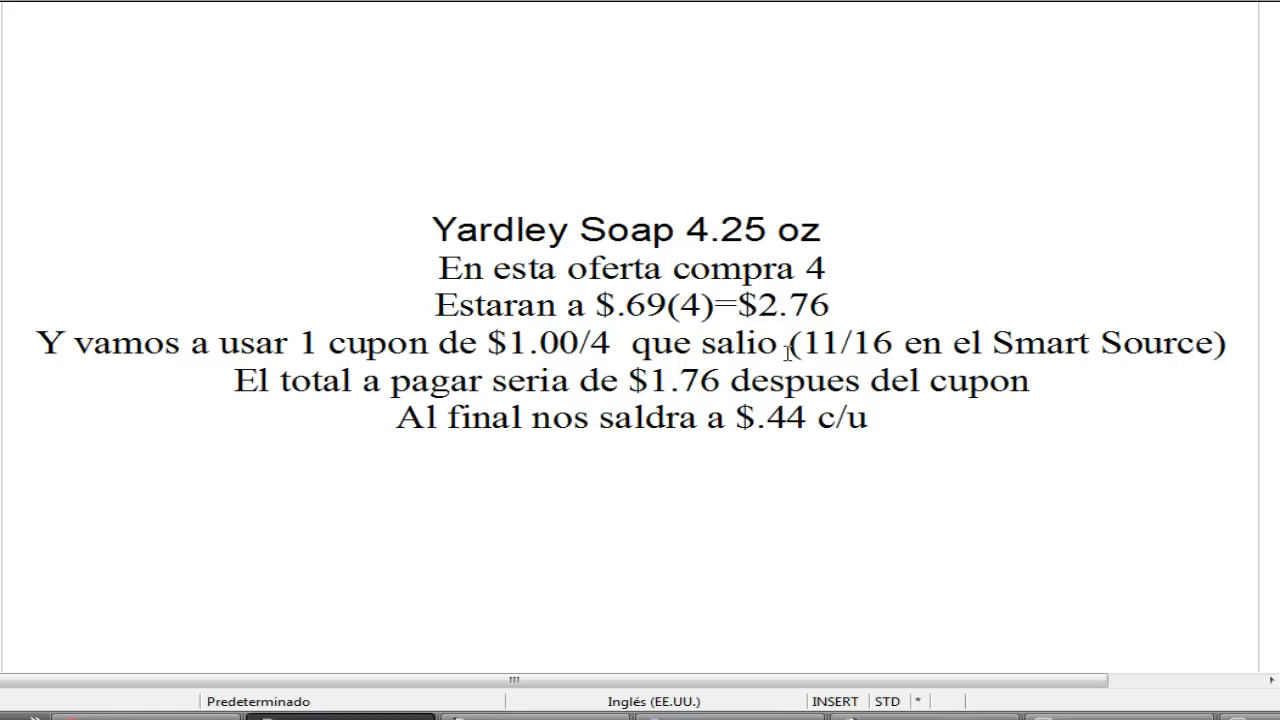 Yardley Soap 4.25 oz
En esta oferta compra 4
Estaran a $.69(4)=$2.76
Y vamos a usar 1 cupon de $1.00/4 que salio (11/16 en el Smart Source)
El total a pagar seria de $1.76 despues del cupon
Al final nos saldra a $.44 c/u
Predeterminado Inglés (EE.UU.) INSERT STD *